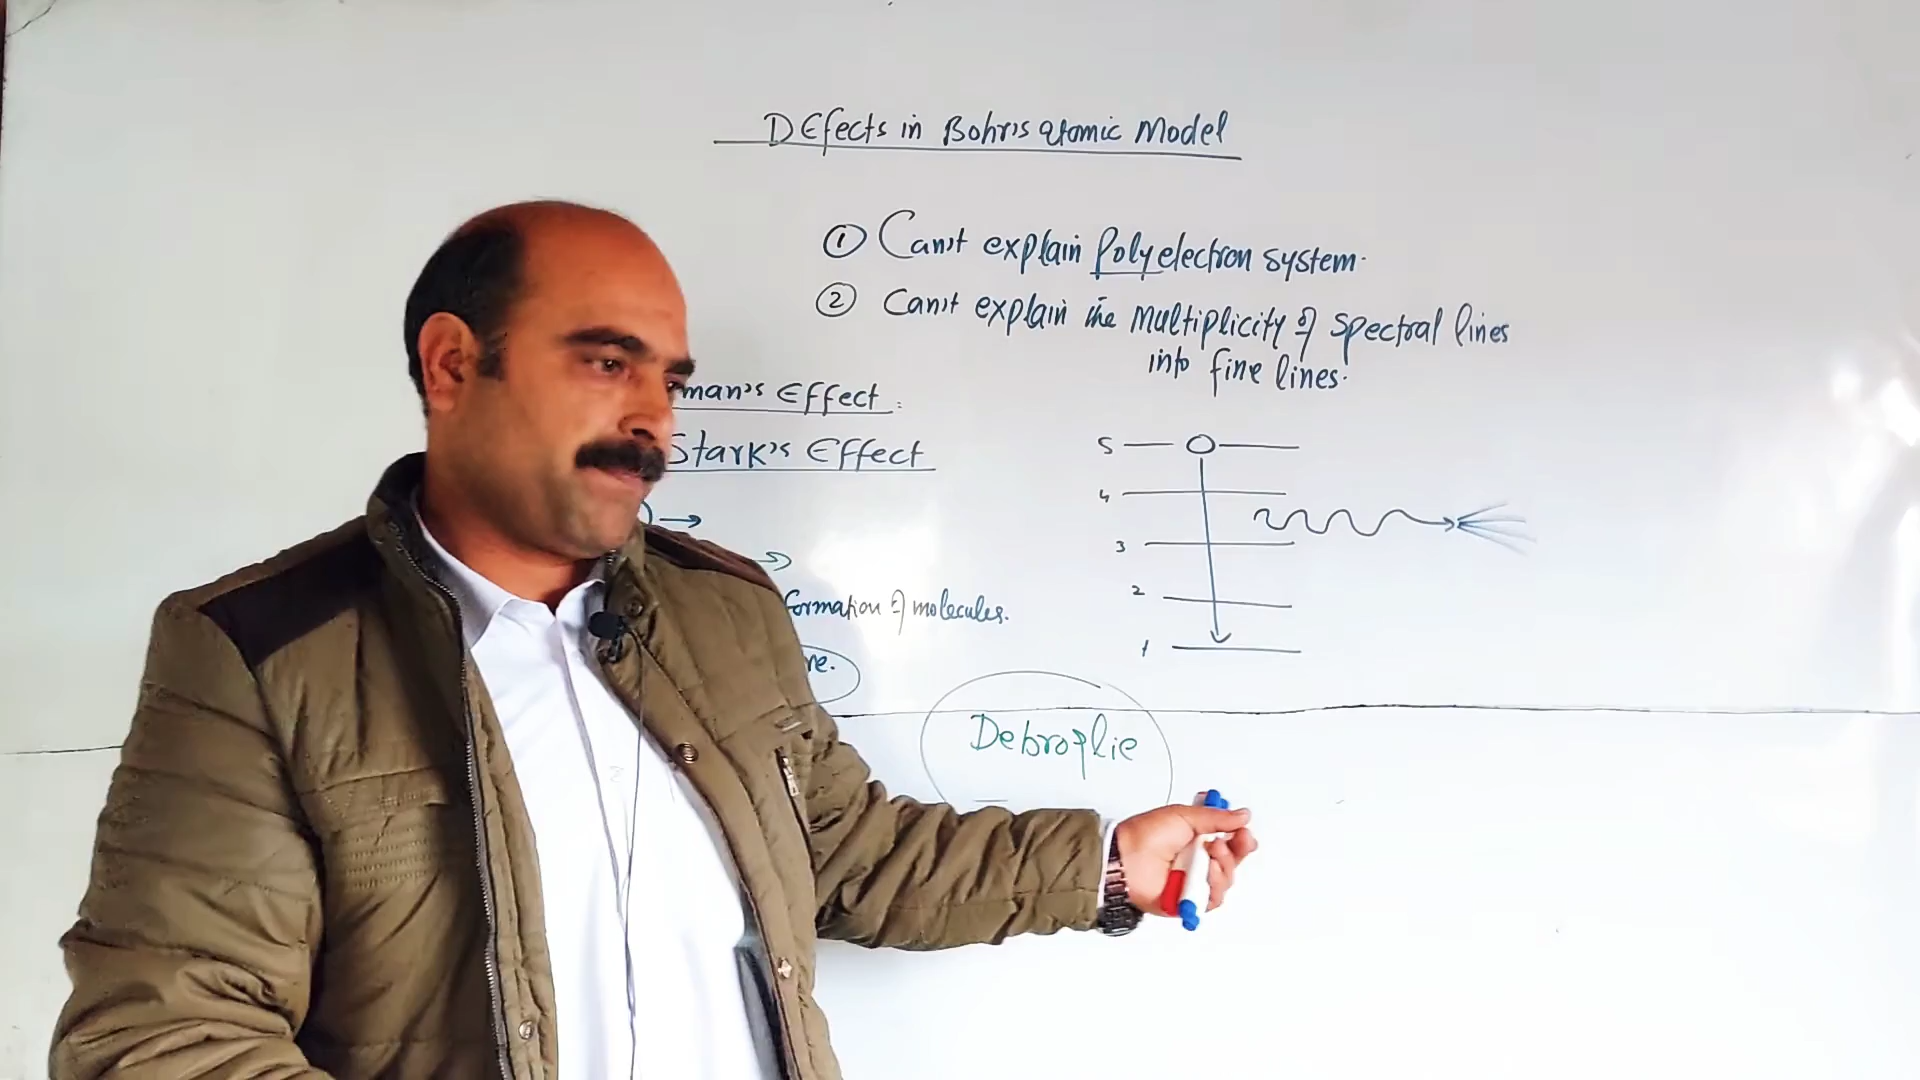 DEfects in Bohr's atomic Model
① Can't explain Polyelectron system.
② Can't explain the multiplicity of spectral lines
into fine lines.
man's Effect :
Stark's Effect
5
4
3
formation of molecules.
2
1
re.
Debroglie